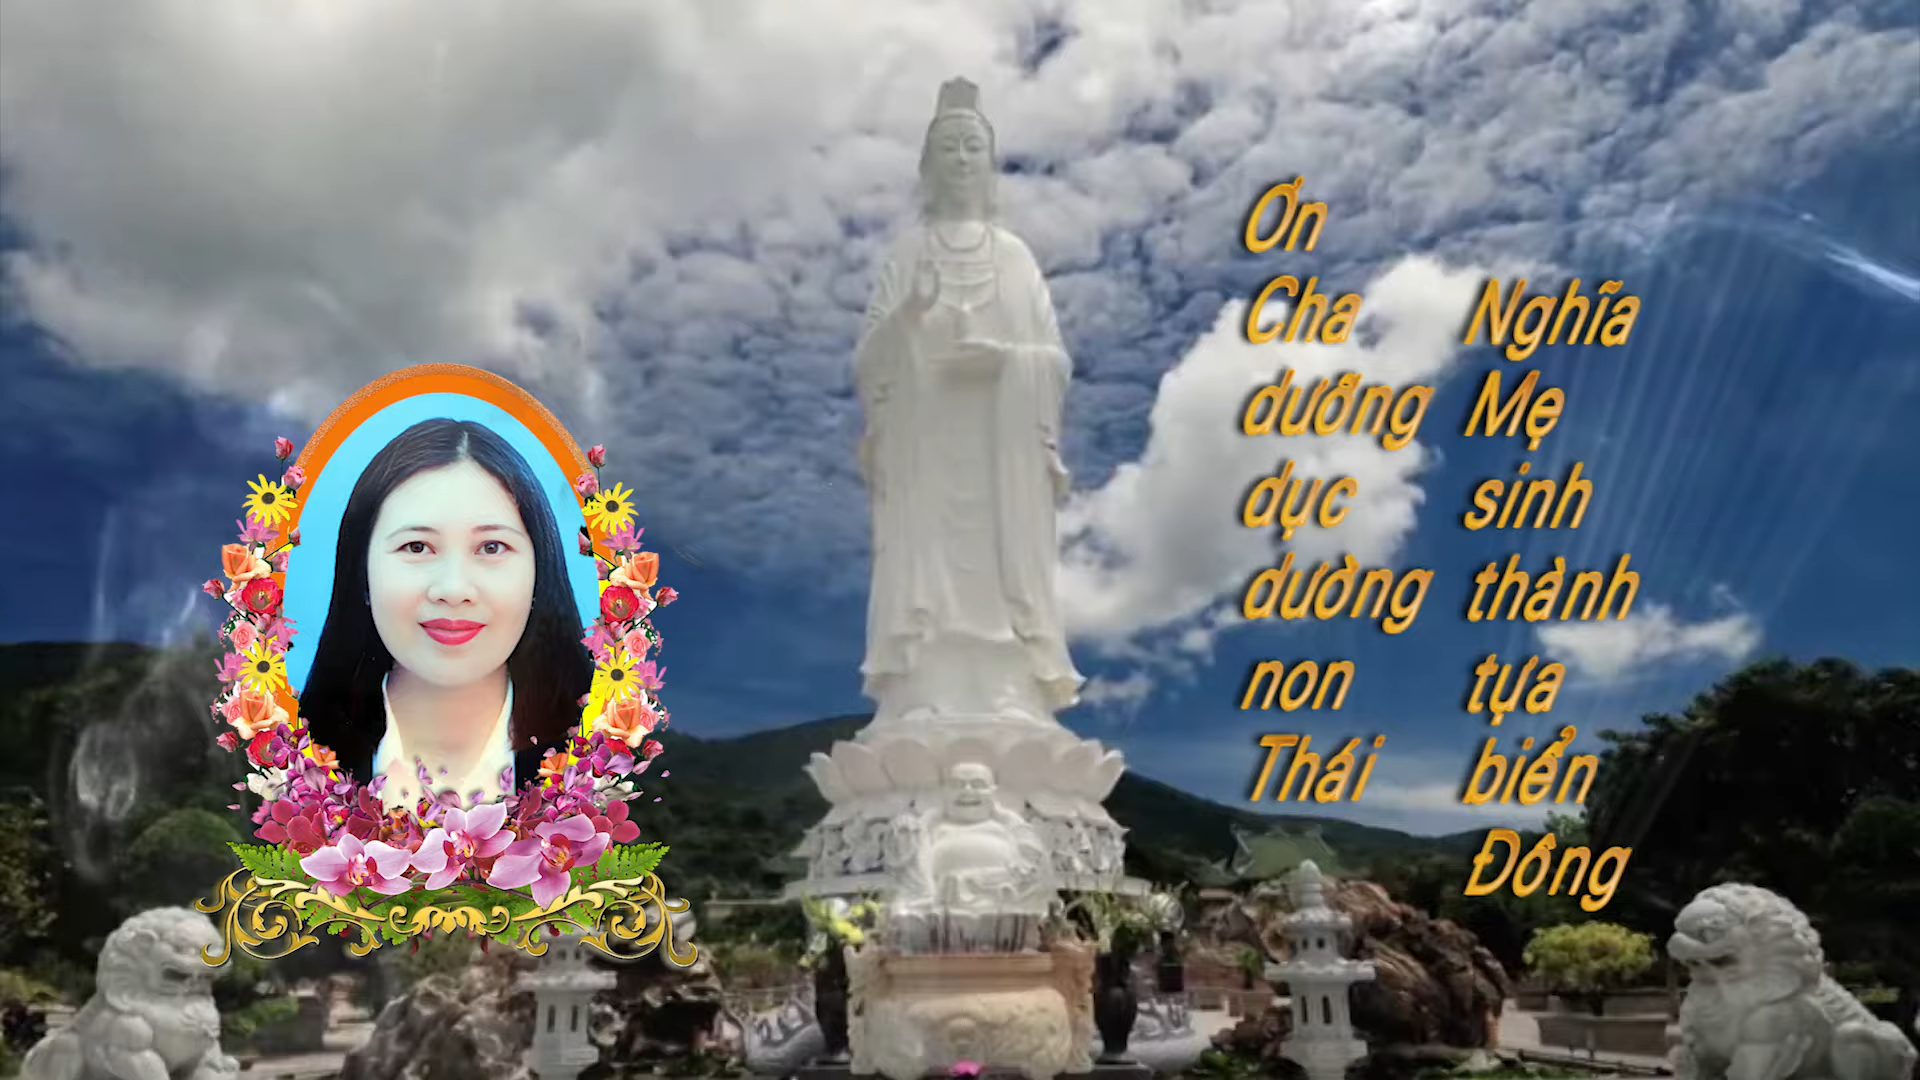 Ơn
Cha
dưỡng
dục
dường
non
Thái
Nghĩa
Mẹ
sinh
thành
tựa
biển
Đông